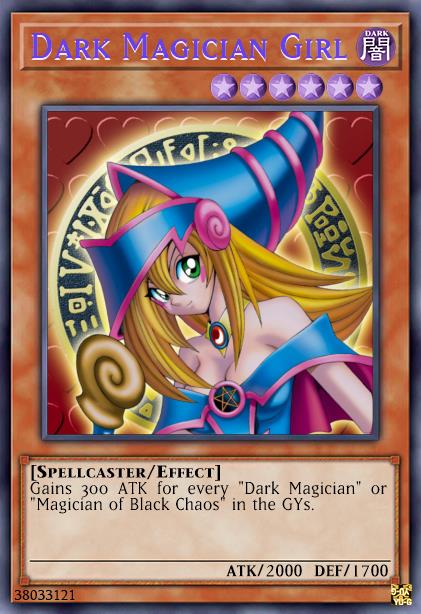 Dark Magician Girl
DARK
闇
[Spellcaster/Effect]
Gains 300 ATK for every "Dark Magician" or
"Magician of Black Chaos" in the GYs.
ATK/2000 DEF/1700
38033121